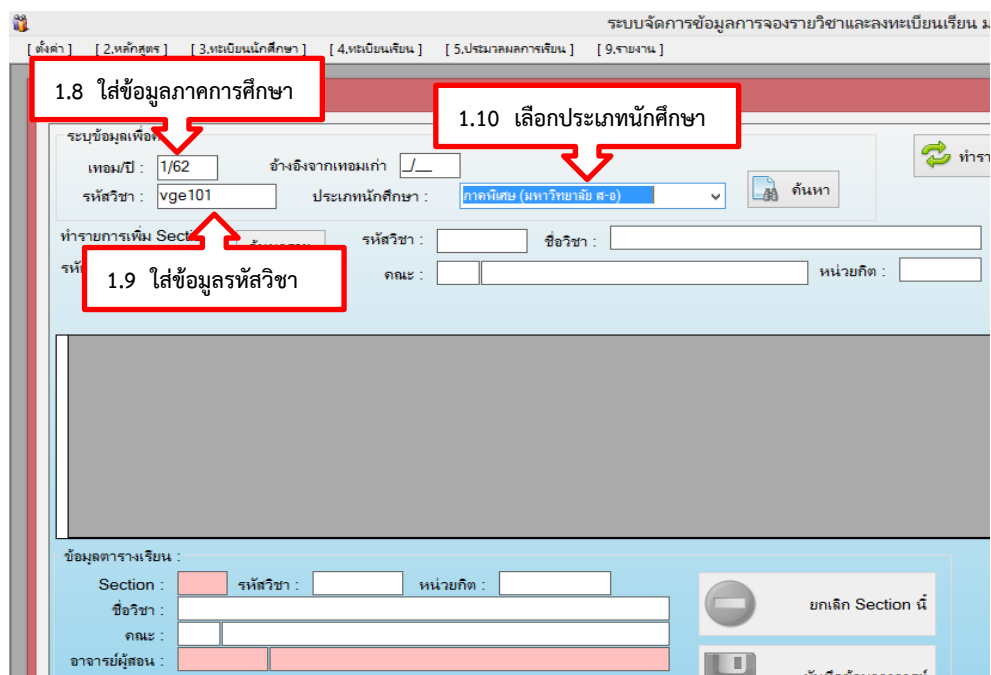 ระบบจัดการข้อมูลการจองรายวิชาและลงทะเบียนเรียน ม
[ ตั้งค่า ] [ 2.หลักสูตร ] [ 3.ทะเบียนนักศึกษา ] [ 4.ทะเบียนเรียน ] [ 5.ประมวลผลการเรียน ] [ 9.รายงาน ]
1.8 ใส่ข้อมูลภาคการศึกษา
1.10 เลือกประเภทนักศึกษา
ระบุข้อมูลเพื่อ
เทอม/ปี : 1/62 อ้างอิงจากเทอมเก่า _/__ ทำรา
รหัสวิชา : vge101 ประเภทนักศึกษา : ภาคพิเศษ (มหาวิทยาลัย ส-อ) ค้นหา
ทำรายการเพิ่ม Sect รหัสวิชา : ชื่อวิชา :
1.9 ใส่ข้อมูลรหัสวิชา
คณะ : หน่วยกิต :
ข้อมูลตารางเรียน :
Section : รหัสวิชา : หน่วยกิต :
ชื่อวิชา : ยกเลิก Section นี้
คณะ :
อาจารย์ผู้สอน :